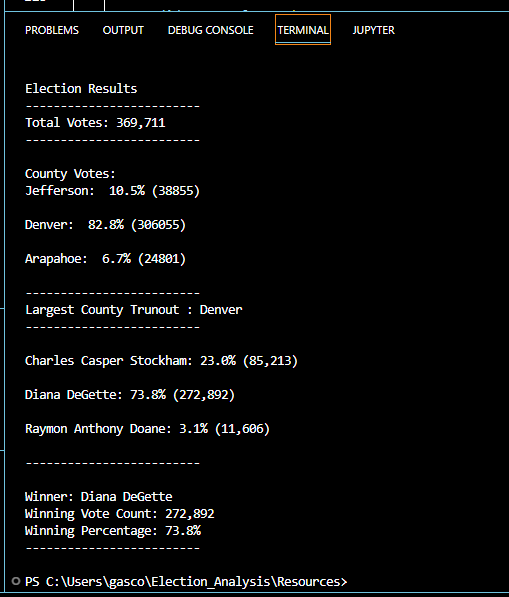 PROBLEMS OUTPUT DEBUG CONSOLE TERMINAL JUPYTER
Election Results
-------------------------
Total Votes: 369,711
-------------------------
County Votes:
Jefferson:  10.5% (38855)
Denver:  82.8% (306055)
Arapahoe:  6.7% (24801)
-------------------------
Largest County Trunout : Denver
-------------------------
Charles Casper Stockham: 23.0% (85,213)
Diana DeGette: 73.8% (272,892)
Raymon Anthony Doane: 3.1% (11,606)
-------------------------
Winner: Diana DeGette
Winning Vote Count: 272,892
Winning Percentage: 73.8%
-------------------------
PS C:\Users\gasco\Election_Analysis\Resources>